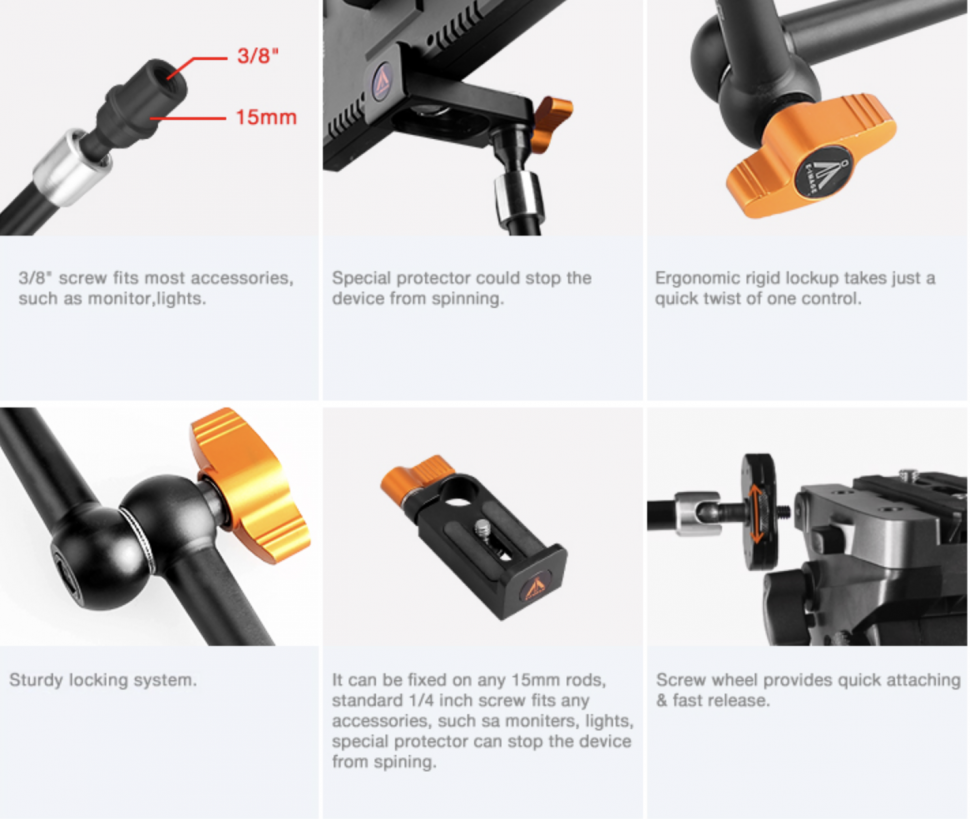 3/8"
15mm
E-IMAGE
3/8" screw fits most accessories,
such as monitor,lights.
Special protector could stop the
device from spinning.
Ergonomic rigid lockup takes just a
quick twist of one control.
Sturdy locking system.
It can be fixed on any 15mm rods,
standard 1/4 inch screw fits any
accessories, such sa moniters, lights,
special protector can stop the device
from spining.
Screw wheel provides quick attaching
& fast release.